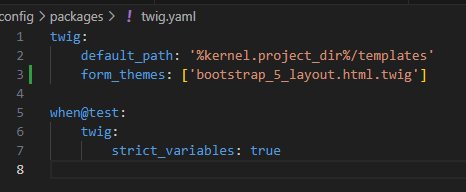 config > packages > ! twig.yaml
1 twig:
2     default_path: '%kernel.project_dir%/templates'
3     form_themes: ['bootstrap_5_layout.html.twig']
4
5 when@test:
6     twig:
7         strict_variables: true
8